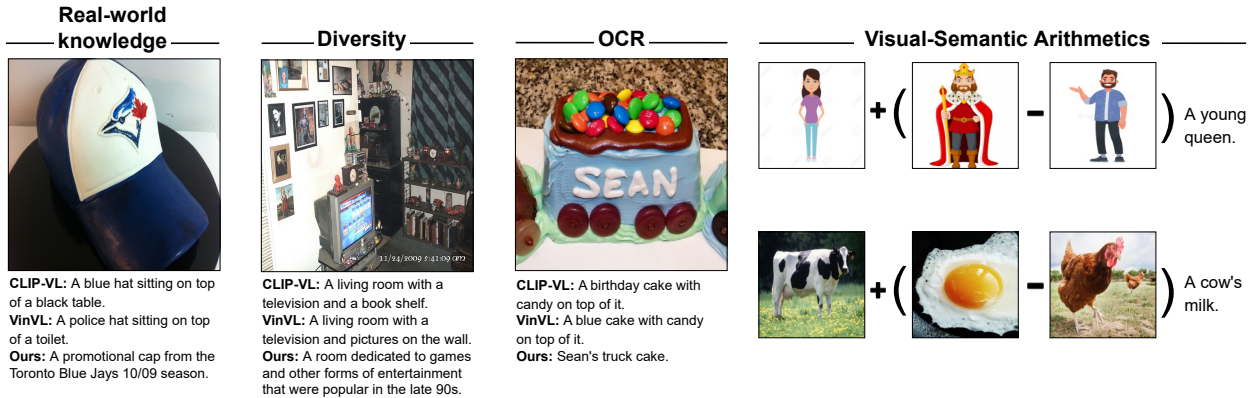 Real-world
knowledge
Diversity
OCR
Visual-Semantic Arithmetics
11/24/2009 5:41:09 am
SEAN
+ ( - )
A young
queen.
+ ( - )
A cow's
milk.
CLIP-VL: A blue hat sitting on top
of a black table.
VinVL: A police hat sitting on top
of a toilet.
Ours: A promotional cap from the
Toronto Blue Jays 10/09 season.
CLIP-VL: A living room with a
television and a book shelf.
VinVL: A living room with a
television and pictures on the wall.
Ours: A room dedicated to games
and other forms of entertainment
that were popular in the late 90s.
CLIP-VL: A birthday cake with
candy on top of it.
VinVL: A blue cake with candy
on top of it.
Ours: Sean's truck cake.